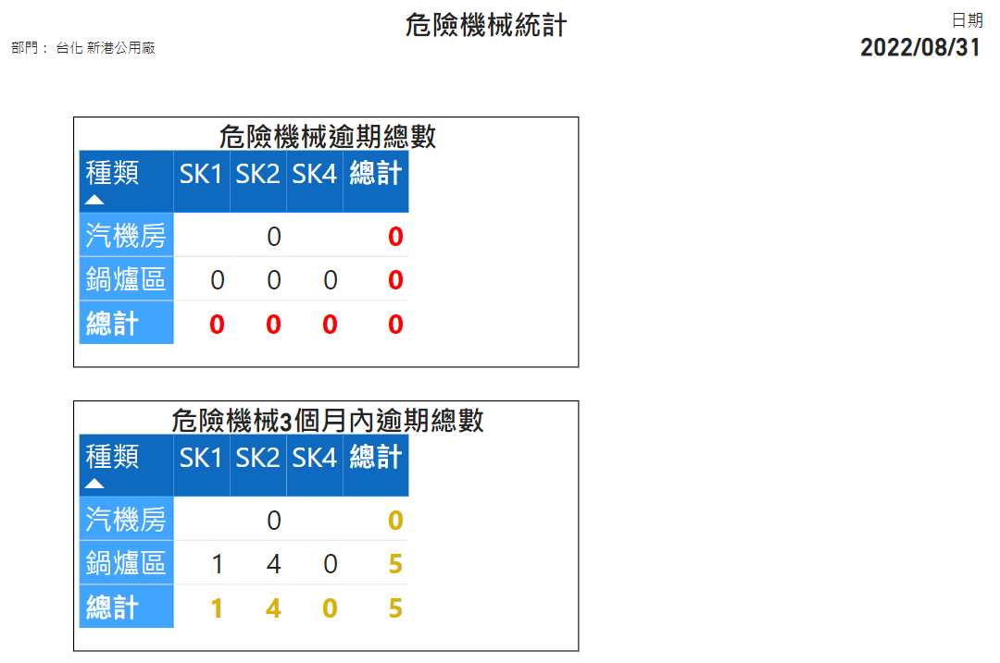 危險機械統計
日期
部門： 台化 新港公用廠
2022/08/31
危險機械逾期總數
種類 SK1 SK2 SK4 總計
汽機房 0 0
鍋爐區 0 0 0 0
總計 0 0 0 0
危險機械3個月內逾期總數
種類 SK1 SK2 SK4 總計
汽機房 0 0
鍋爐區 1 4 0 5
總計 1 4 0 5